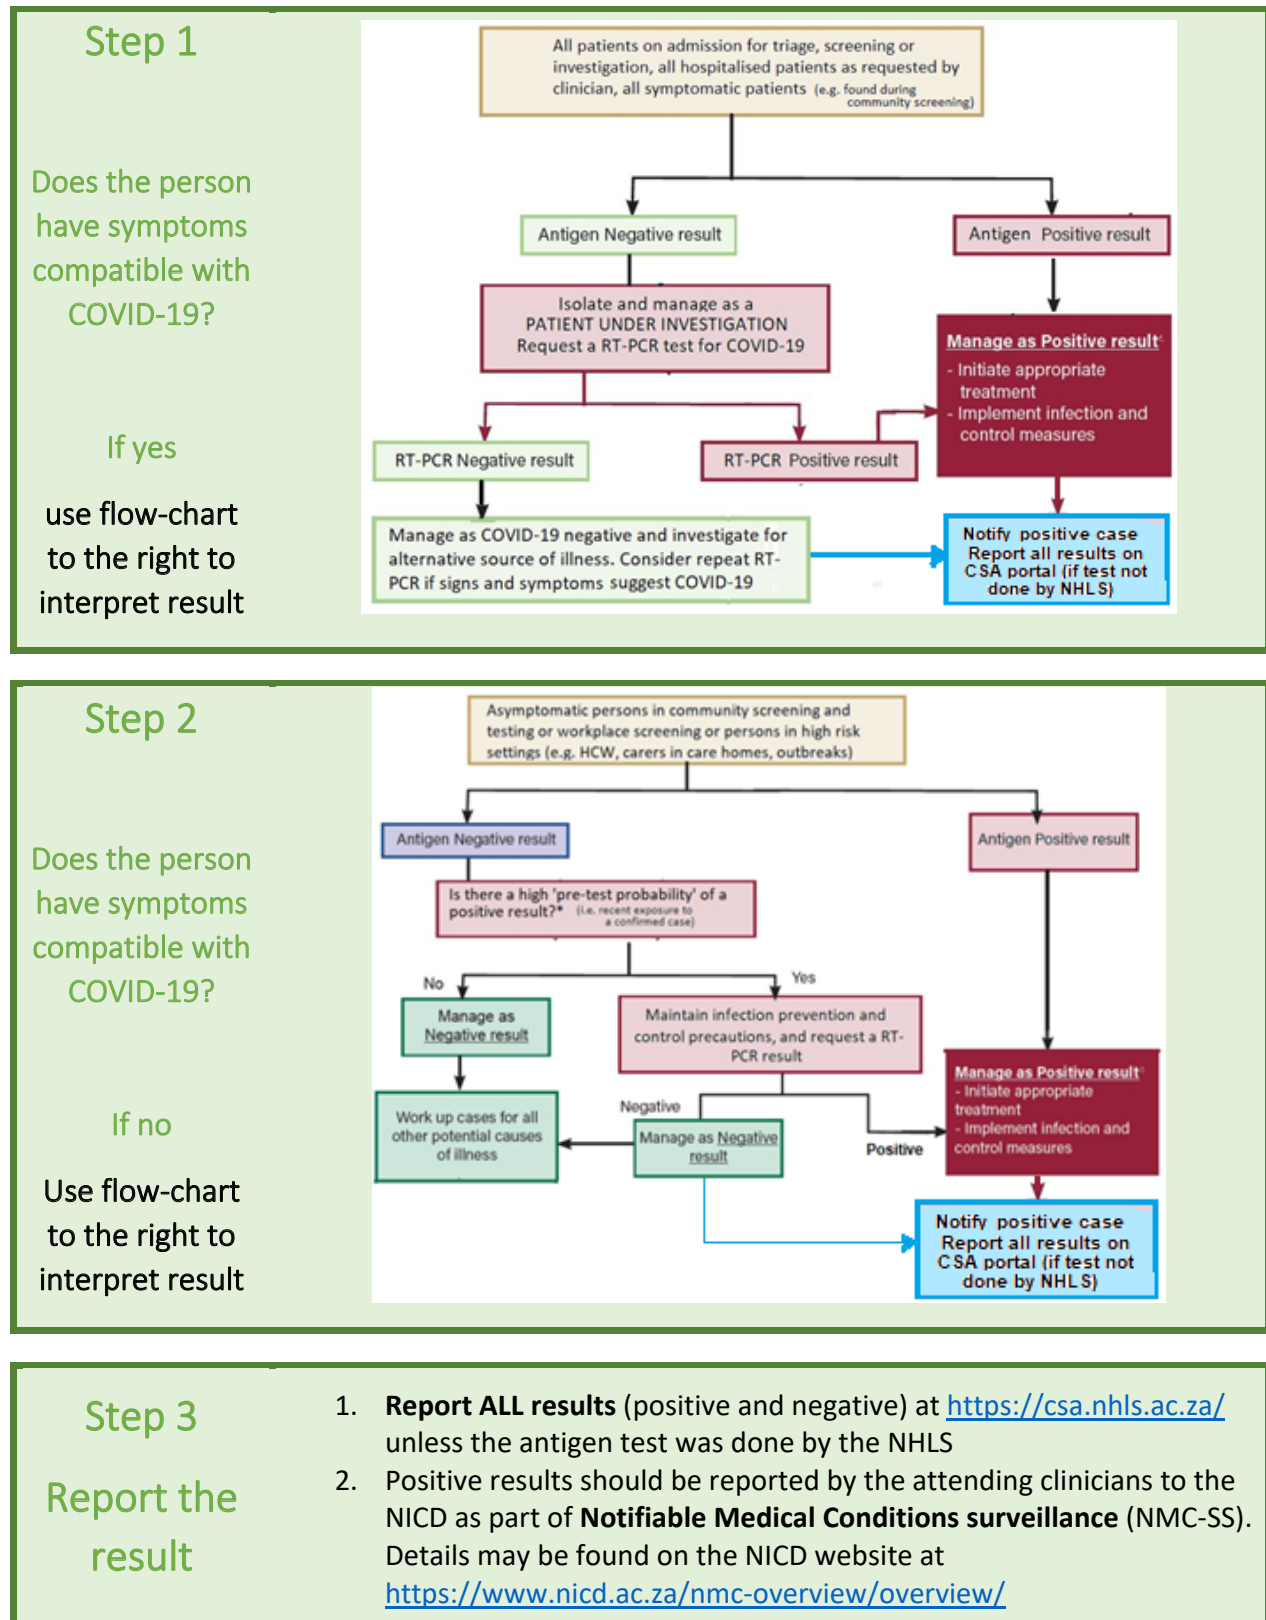 Step 1
Does the person
have symptoms
compatible with
COVID-19?
If yes
use flow-chart
to the right to
interpret result
All patients on admission for triage, screening or
investigation, all hospitalised patients as requested by
clinician, all symptomatic patients (e.g. found during
community screening)
Antigen Negative result
Antigen Positive result
Isolate and manage as a
PATIENT UNDER INVESTIGATION
Request a RT-PCR test for COVID-19
Manage as Positive result
- Initiate appropriate
treatment
- Implement infection and
control measures
RT-PCR Negative result
RT-PCR Positive result
Manage as COVID-19 negative and investigate for
alternative source of illness. Consider repeat RT-
PCR if signs and symptoms suggest COVID-19
Notify positive case
Report all results on
CSA portal (if test not
done by NHLS)
Step 2
Does the person
have symptoms
compatible with
COVID-19?
If no
Use flow-chart
to the right to
interpret result
Asymptomatic persons in community screening and
testing or workplace screening or persons in high risk
settings (e.g. HCW, carers in care homes, outbreaks)
Antigen Negative result
Antigen Positive result
Is there a high 'pre-test probability' of a
positive result?* (i.e. recent exposure to
a confirmed case)
No
Yes
Manage as
Negative result
Maintain infection prevention and
control precautions, and request a RT-
PCR result
Manage as Positive result
- Initiate appropriate
treatment
- Implement infection and
control measures
Work up cases for all
other potential causes
of illness
Negative
Manage as Negative
result
Positive
Notify positive case
Report all results on
CSA portal (if test not
done by NHLS)
Step 3
Report the
result
1. Report ALL results (positive and negative) at https://csa.nhls.ac.za/
unless the antigen test was done by the NHLS
2. Positive results should be reported by the attending clinicians to the
NICD as part of Notifiable Medical Conditions surveillance (NMC-SS).
Details may be found on the NICD website at
https://www.nicd.ac.za/nmc-overview/overview/